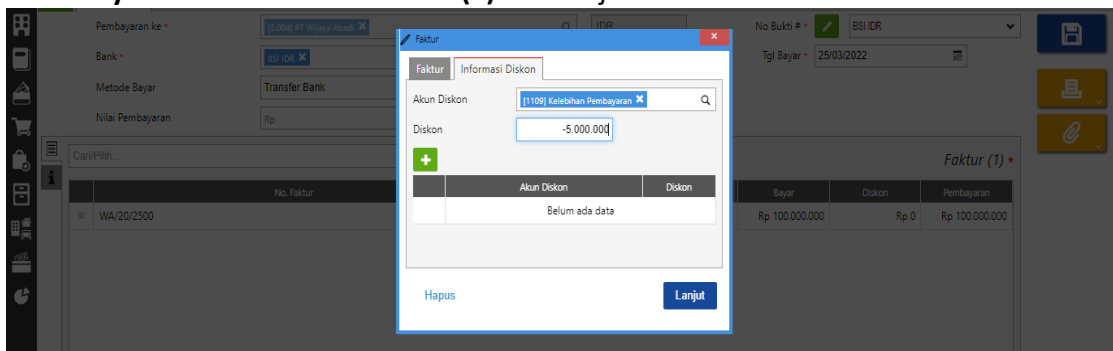 Pembayaran ke * [5.004] PT Wijaya Abadi IDR No Bukti # * BSI IDR
Bank * BSI IDR Tgl Bayar * 25/03/2022
Metode Bayar Transfer Bank
Nilai Pembayaran Rp
Faktur
Faktur Informasi Diskon
Akun Diskon [1109] Kelebihan Pembayaran
Diskon -5.000.000
Akun Diskon Diskon
Belum ada data
Hapus Lanjut
Cari/Pilih... Faktur (1) *
No. Faktur Bayar Diskon Pembayaran
WA/20/2500 Rp 100.000.000 Rp 0 Rp 100.000.000